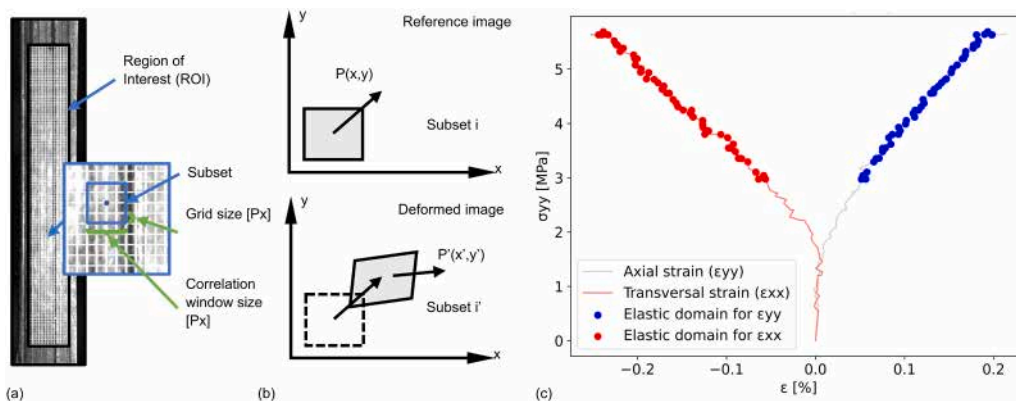 Region of
Interest (ROI)
Subset
Grid size [Px]
Correlation
window size
[Px]
(a)
y
Reference image
P(x,y)
Subset i
x
y
Deformed image
P'(x',y')
Subset i'
x
(b)
σyy [MPa]
5
4
3
2
1
0
Axial strain (εyy)
Transversal strain (εxx)
Elastic domain for εyy
Elastic domain for εxx
−0.2
−0.1
0.0
0.1
0.2
ε [%]
(c)